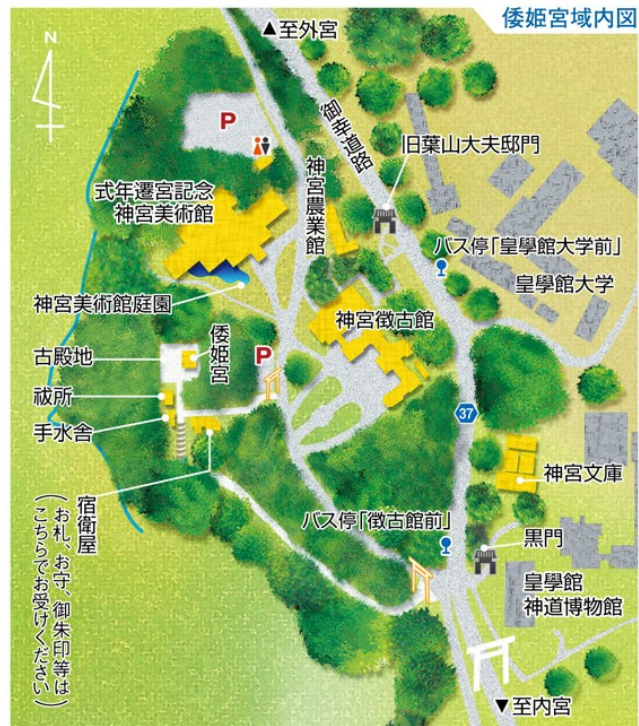 倭姫宮域内図
N
▲至外宮
御幸道路
P
旧葉山大夫邸門
式年遷宮記念
神宮美術館
神宮農業館
バス停「皇學館大学前」
皇學館大学
神宮美術館庭園
神宮徴古館
倭姫宮
古殿地
P
祓所
37
手水舎
神宮文庫
宿衛屋
(お札、お守、御朱印等は
こちらでお受けください)
バス停「徴古館前」
黒門
皇學館
神道博物館
▼至内宮